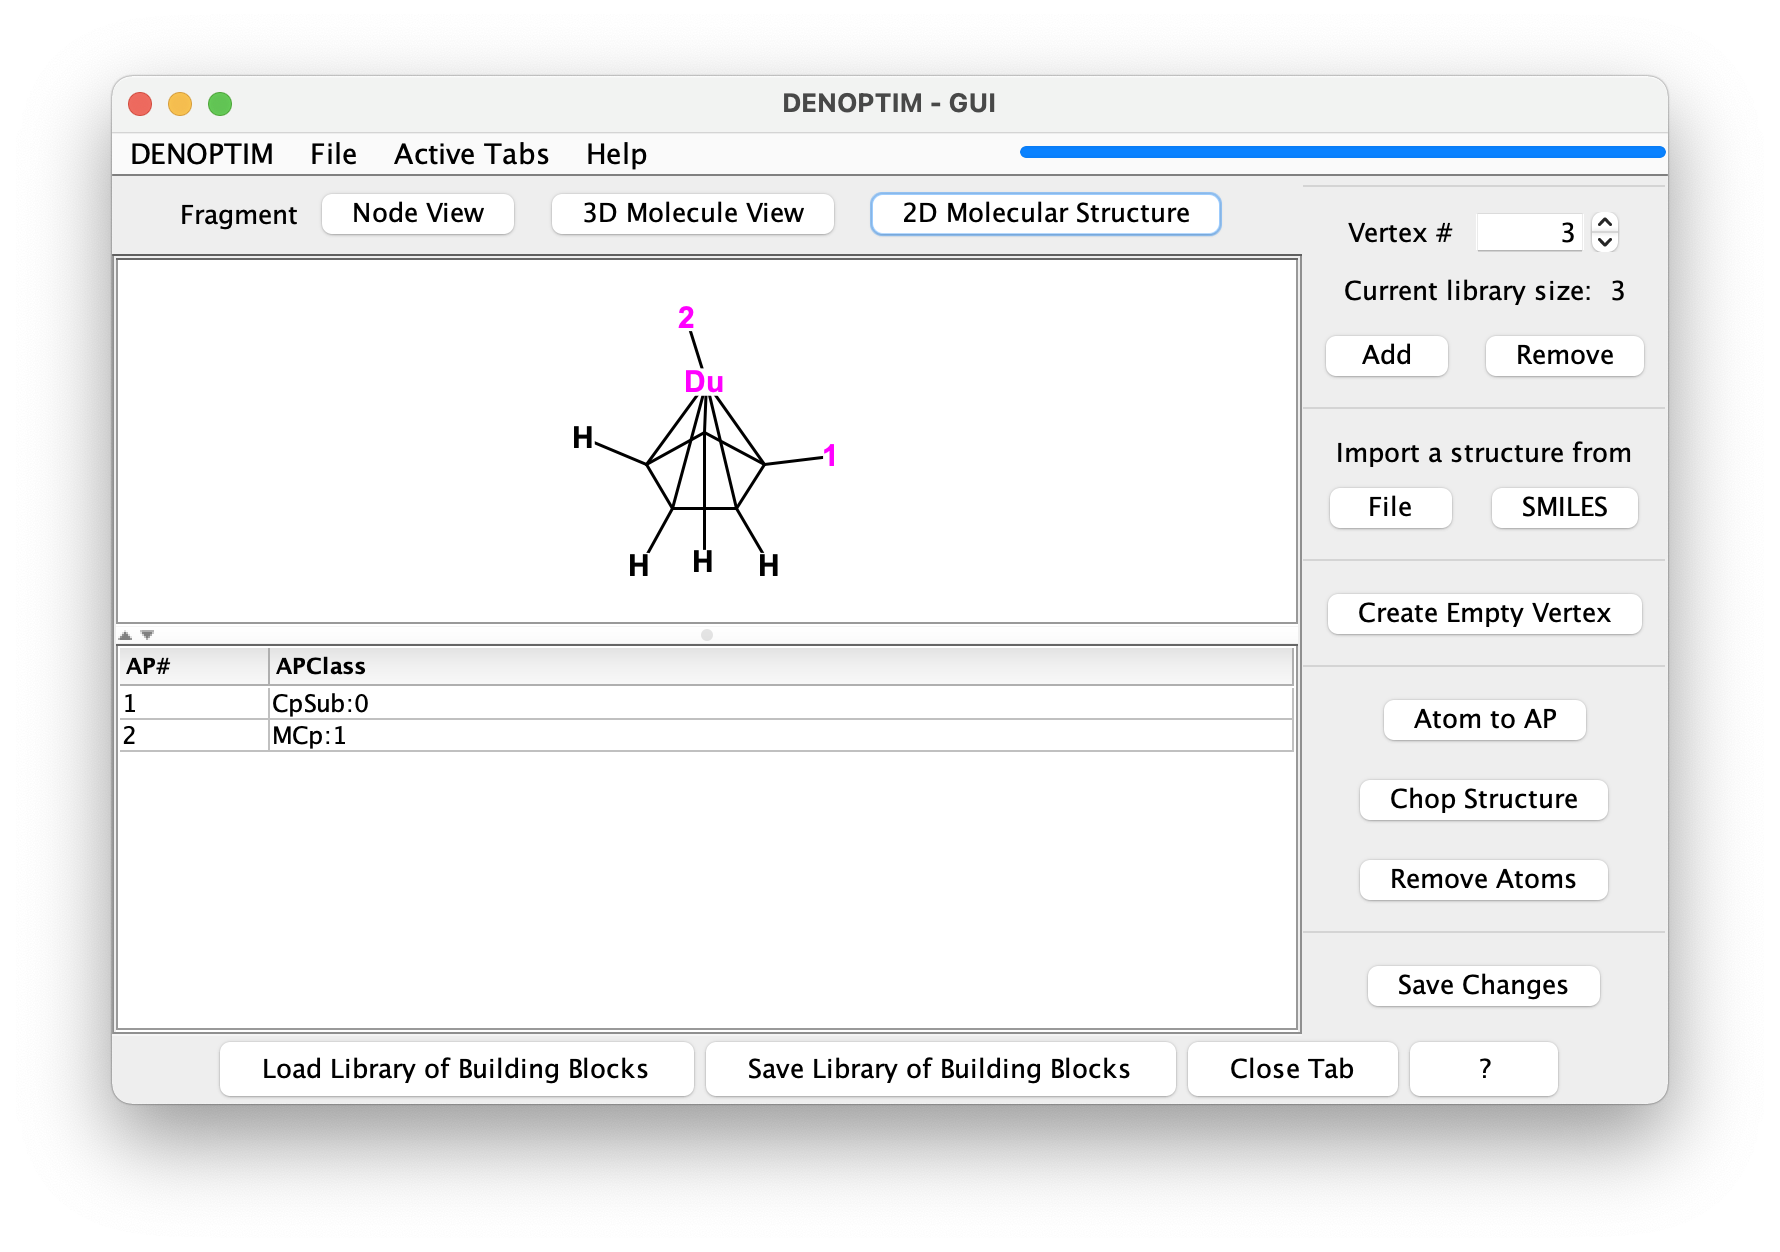 DENOPTIM - GUI
DENOPTIM File Active Tabs Help
Fragment Node View 3D Molecule View 2D Molecular Structure
2
Du
H
1
H H H
AP# APClass
1 CpSub:0
2 MCp:1
Vertex # 3
Current library size: 3
Add Remove
Import a structure from
File SMILES
Create Empty Vertex
Atom to AP
Chop Structure
Remove Atoms
Save Changes
Load Library of Building Blocks Save Library of Building Blocks Close Tab ?